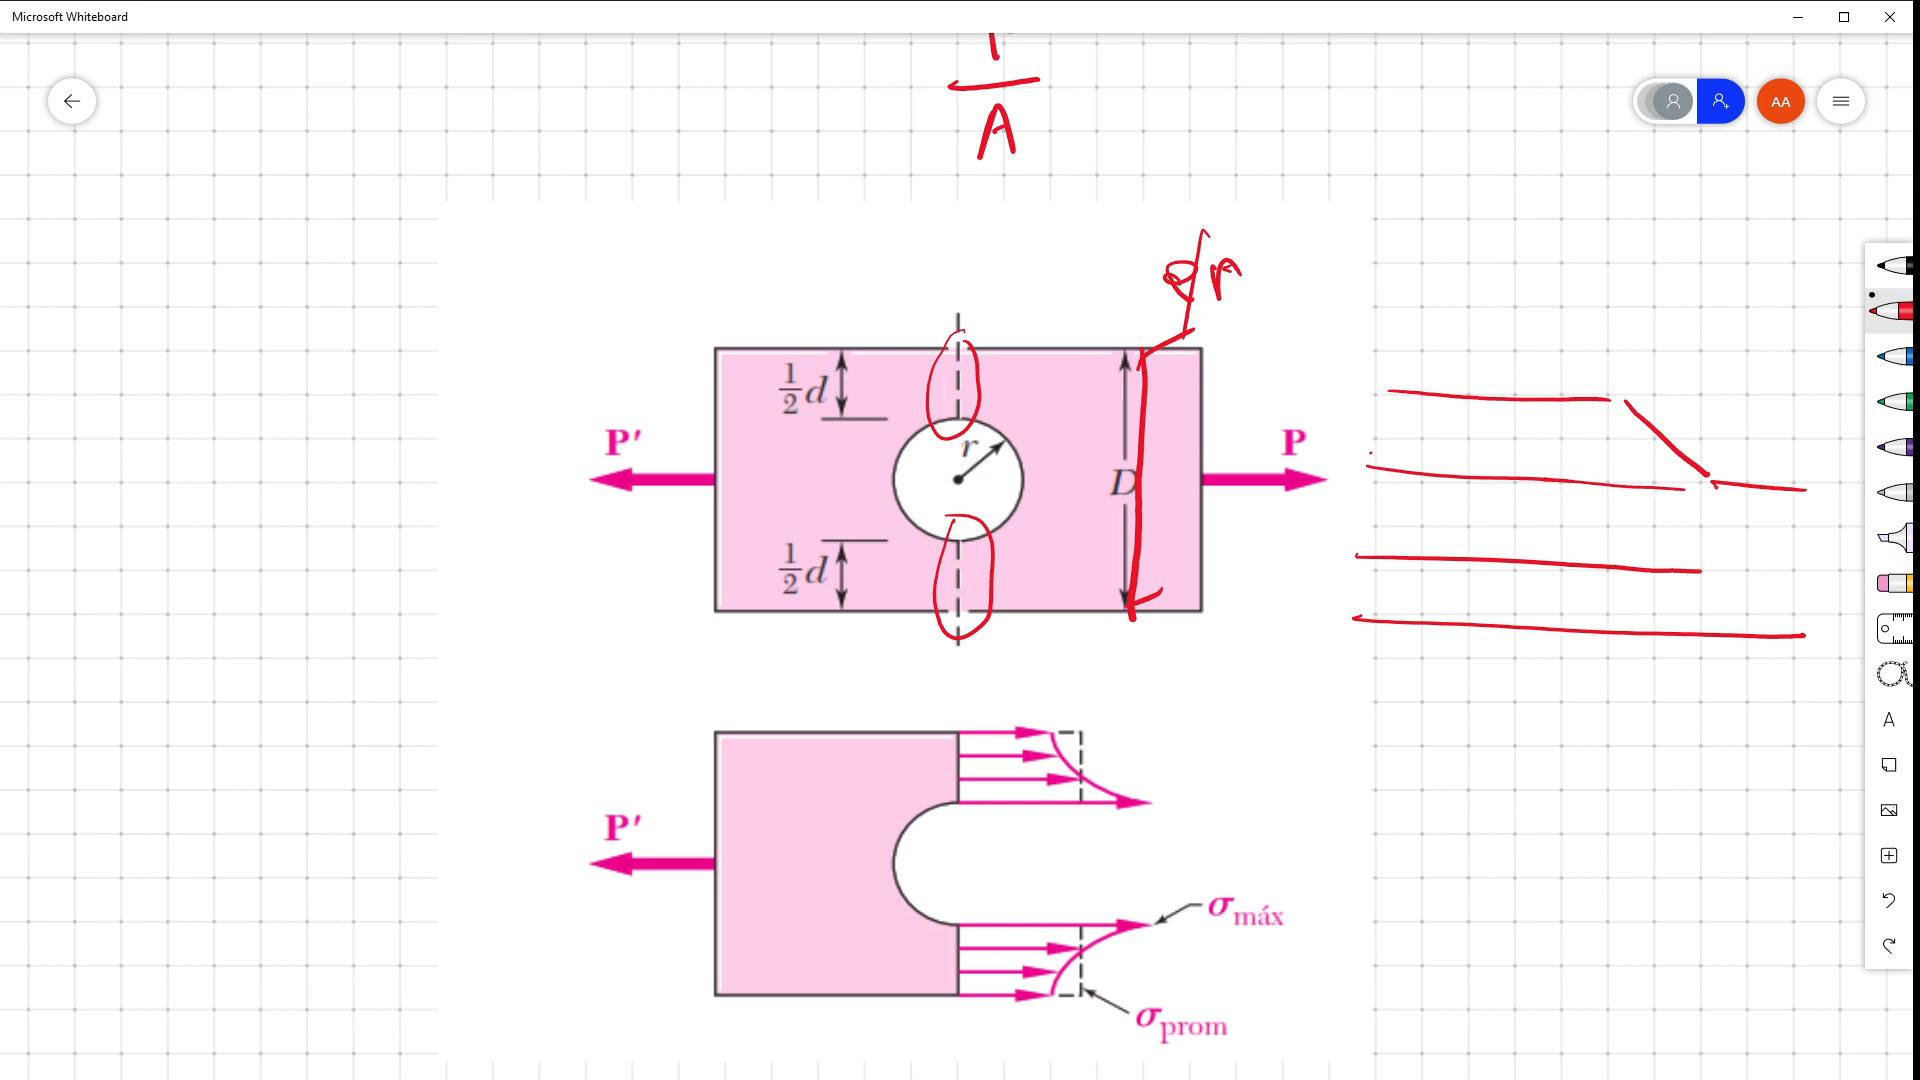 Microsoft Whiteboard
A
AA
1/2 d
P′
r
P
D
1/2 d
P′
σmáx
σprom
A